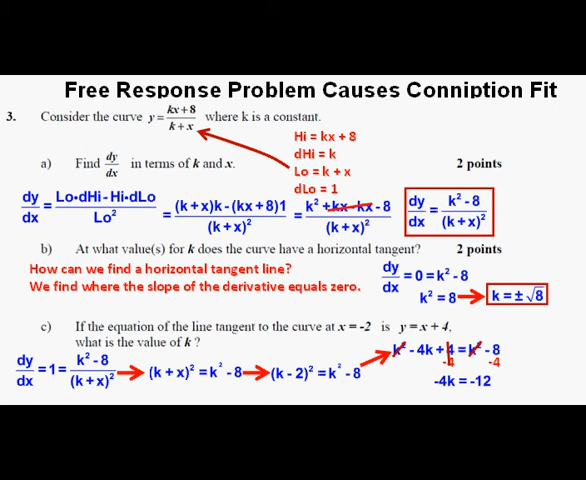 Free Response Problem Causes Conniption Fit
3. Consider the curve y = (kx + 8)/(k + x) where k is a constant.
Hi = kx + 8
dHi = k
Lo = k + x
dLo = 1
a) Find dy/dx in terms of k and x. 2 points
dy/dx = (Lo•dHi - Hi•dLo)/Lo² = ((k + x)k - (kx + 8)1)/(k + x)² = (k² + kx - kx - 8)/(k + x)² dy/dx = (k² - 8)/(k + x)²
b) At what value(s) for k does the curve have a horizontal tangent? 2 points
How can we find a horizontal tangent line?
We find where the slope of the derivative equals zero.
dy/dx = 0 = k² - 8
k² = 8 → k = ± √8
c) If the equation of the line tangent to the curve at x = -2 is y = x + 4,
what is the value of k ?
dy/dx = 1 = (k² - 8)/(k + x)² → (k + x)² = k² - 8 → (k - 2)² = k² - 8 → k² - 4k + 4 = k² - 8
-4 -4
-4k = -12